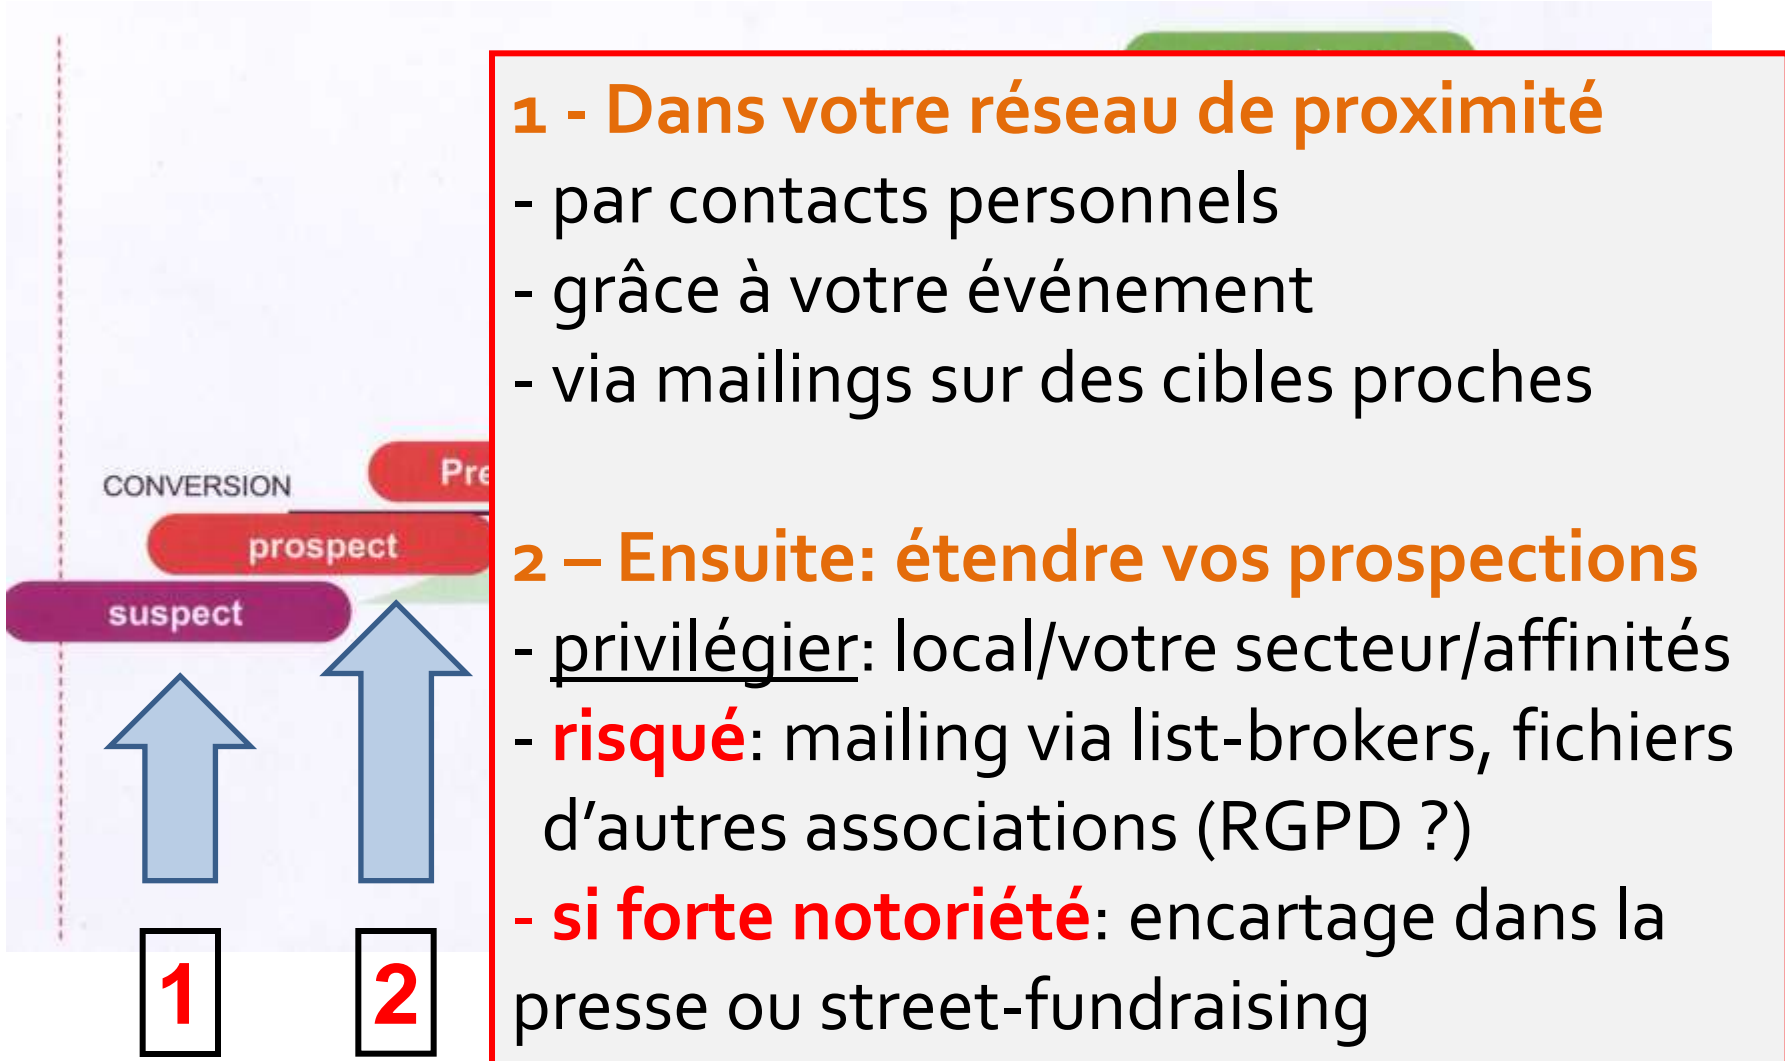 1 - Dans votre réseau de proximité
- par contacts personnels
- grâce à votre événement
- via mailings sur des cibles proches
CONVERSION
Pre
prospect
suspect
2 – Ensuite: étendre vos prospections
- privilégier: local/votre secteur/affinités
- risqué: mailing via list-brokers, fichiers
d’autres associations (RGPD ?)
- si forte notoriété: encartage dans la
presse ou street-fundraising
1
2